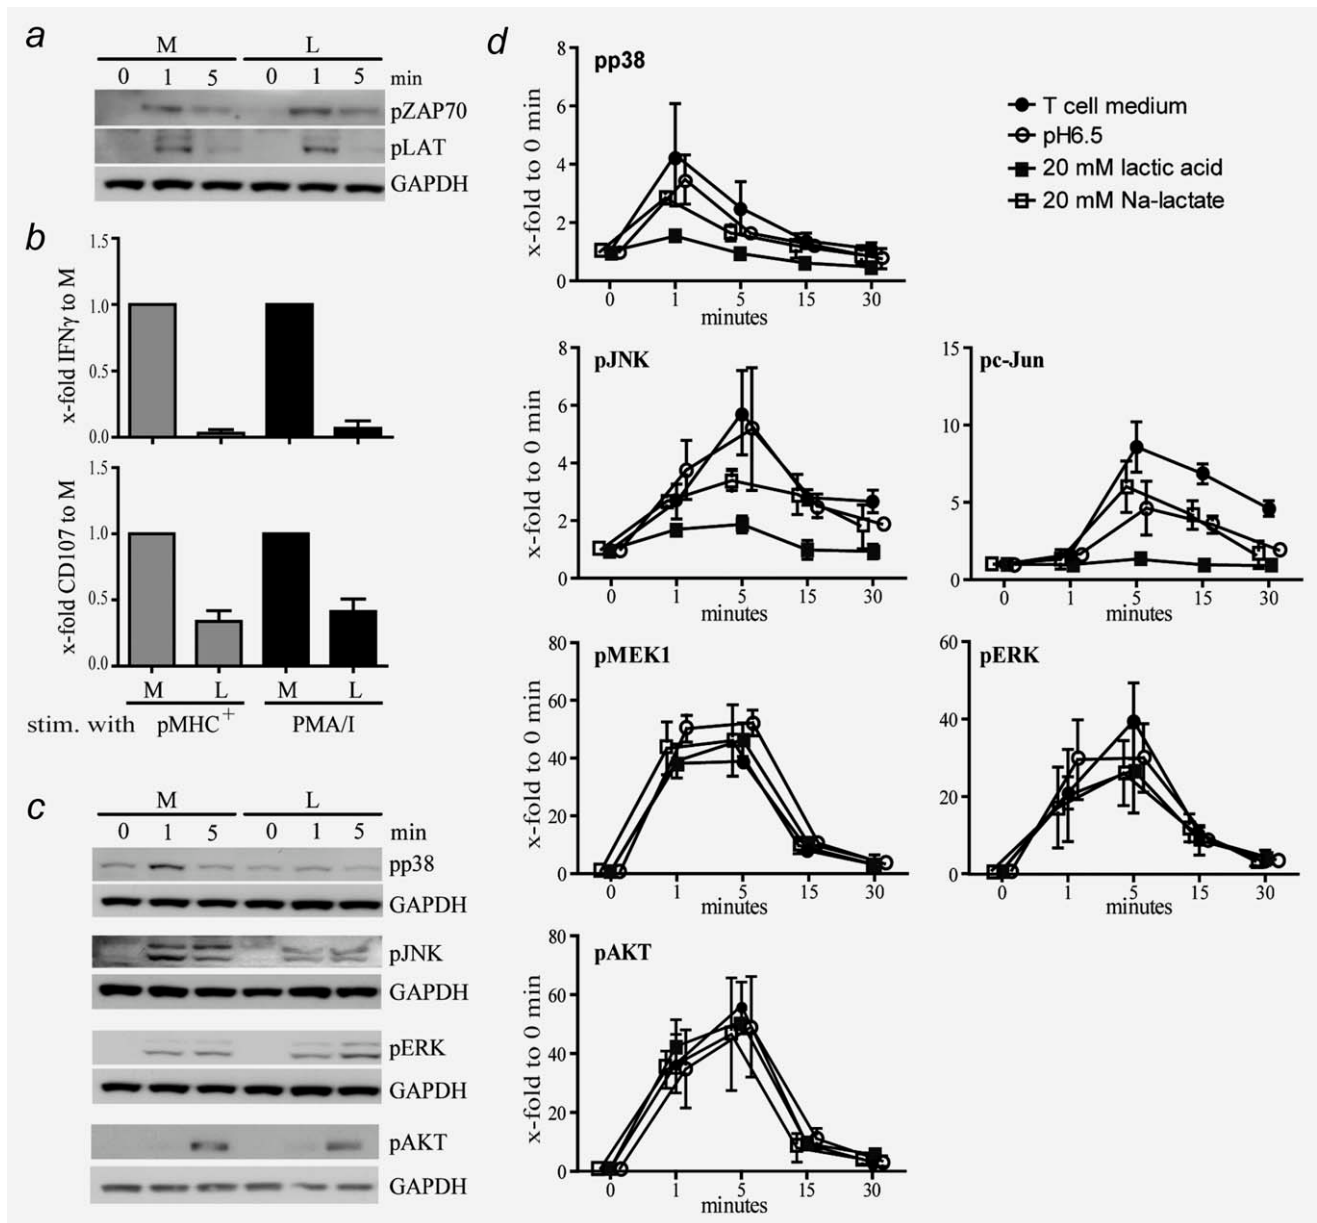 a
M L
0 1 5 0 1 5 min
pZAP70
pLAT
GAPDH
b
x-fold IFNγ to M
1.5
1.0
0.5
0.0
x-fold CD107 to M
1.5
1.0
0.5
0.0
M L M L
stim. with pMHC+ PMA/I
c
M L
0 1 5 0 1 5 min
pp38
GAPDH
pJNK
GAPDH
pERK
GAPDH
pAKT
GAPDH
d
pp38
x-fold to 0 min
8
6
4
2
0
0 1 5 15 30
minutes
T cell medium
pH6.5
20 mM lactic acid
20 mM Na-lactate
pJNK
x-fold to 0 min
8
6
4
2
0
0 1 5 15 30
minutes
pc-Jun
15
10
5
0
0 1 5 15 30
minutes
pMEK1
x-fold to 0 min
80
60
40
20
0
0 1 5 15 30
minutes
pERK
60
40
20
0
0 1 5 15 30
minutes
pAKT
x-fold to 0 min
80
60
40
20
0
0 1 5 15 30
minutes